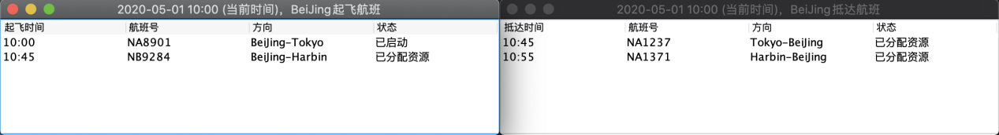 2020-05-01 10:00 (当前时间)，BeiJing起飞航班
起飞时间 航班号 方向 状态
10:00 NA8901 BeiJing-Tokyo 已启动
10:45 NB9284 BeiJing-Harbin 已分配资源
2020-05-01 10:00 (当前时间)，BeiJing抵达航班
抵达时间 航班号 方向 状态
10:45 NA1237 Tokyo-BeiJing 已分配资源
10:55 NA1371 Harbin-BeiJing 已分配资源